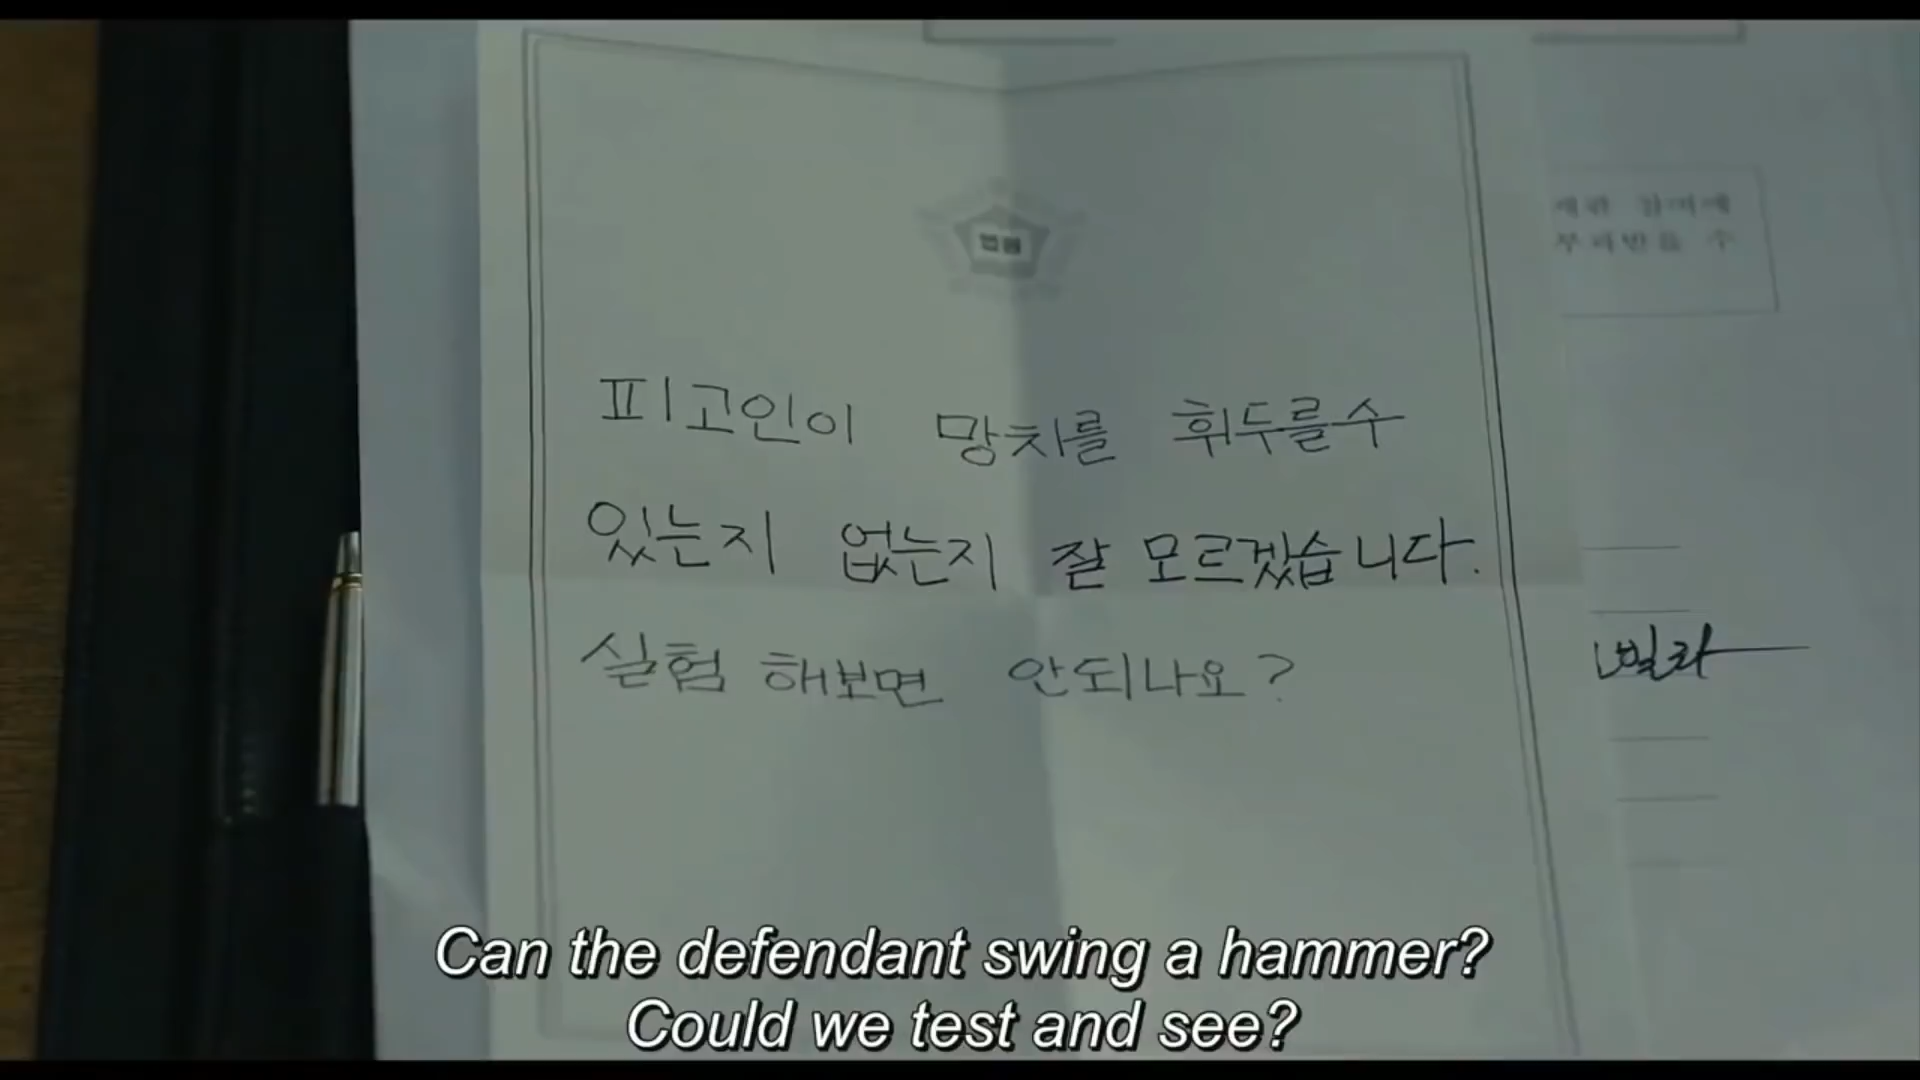 법원
피고인이 망치를 휘두를수
있는지 없는지 잘 모르겠습니다.
실험 해보면 안되나요?
Can the defendant swing a hammer?
Could we test and see?